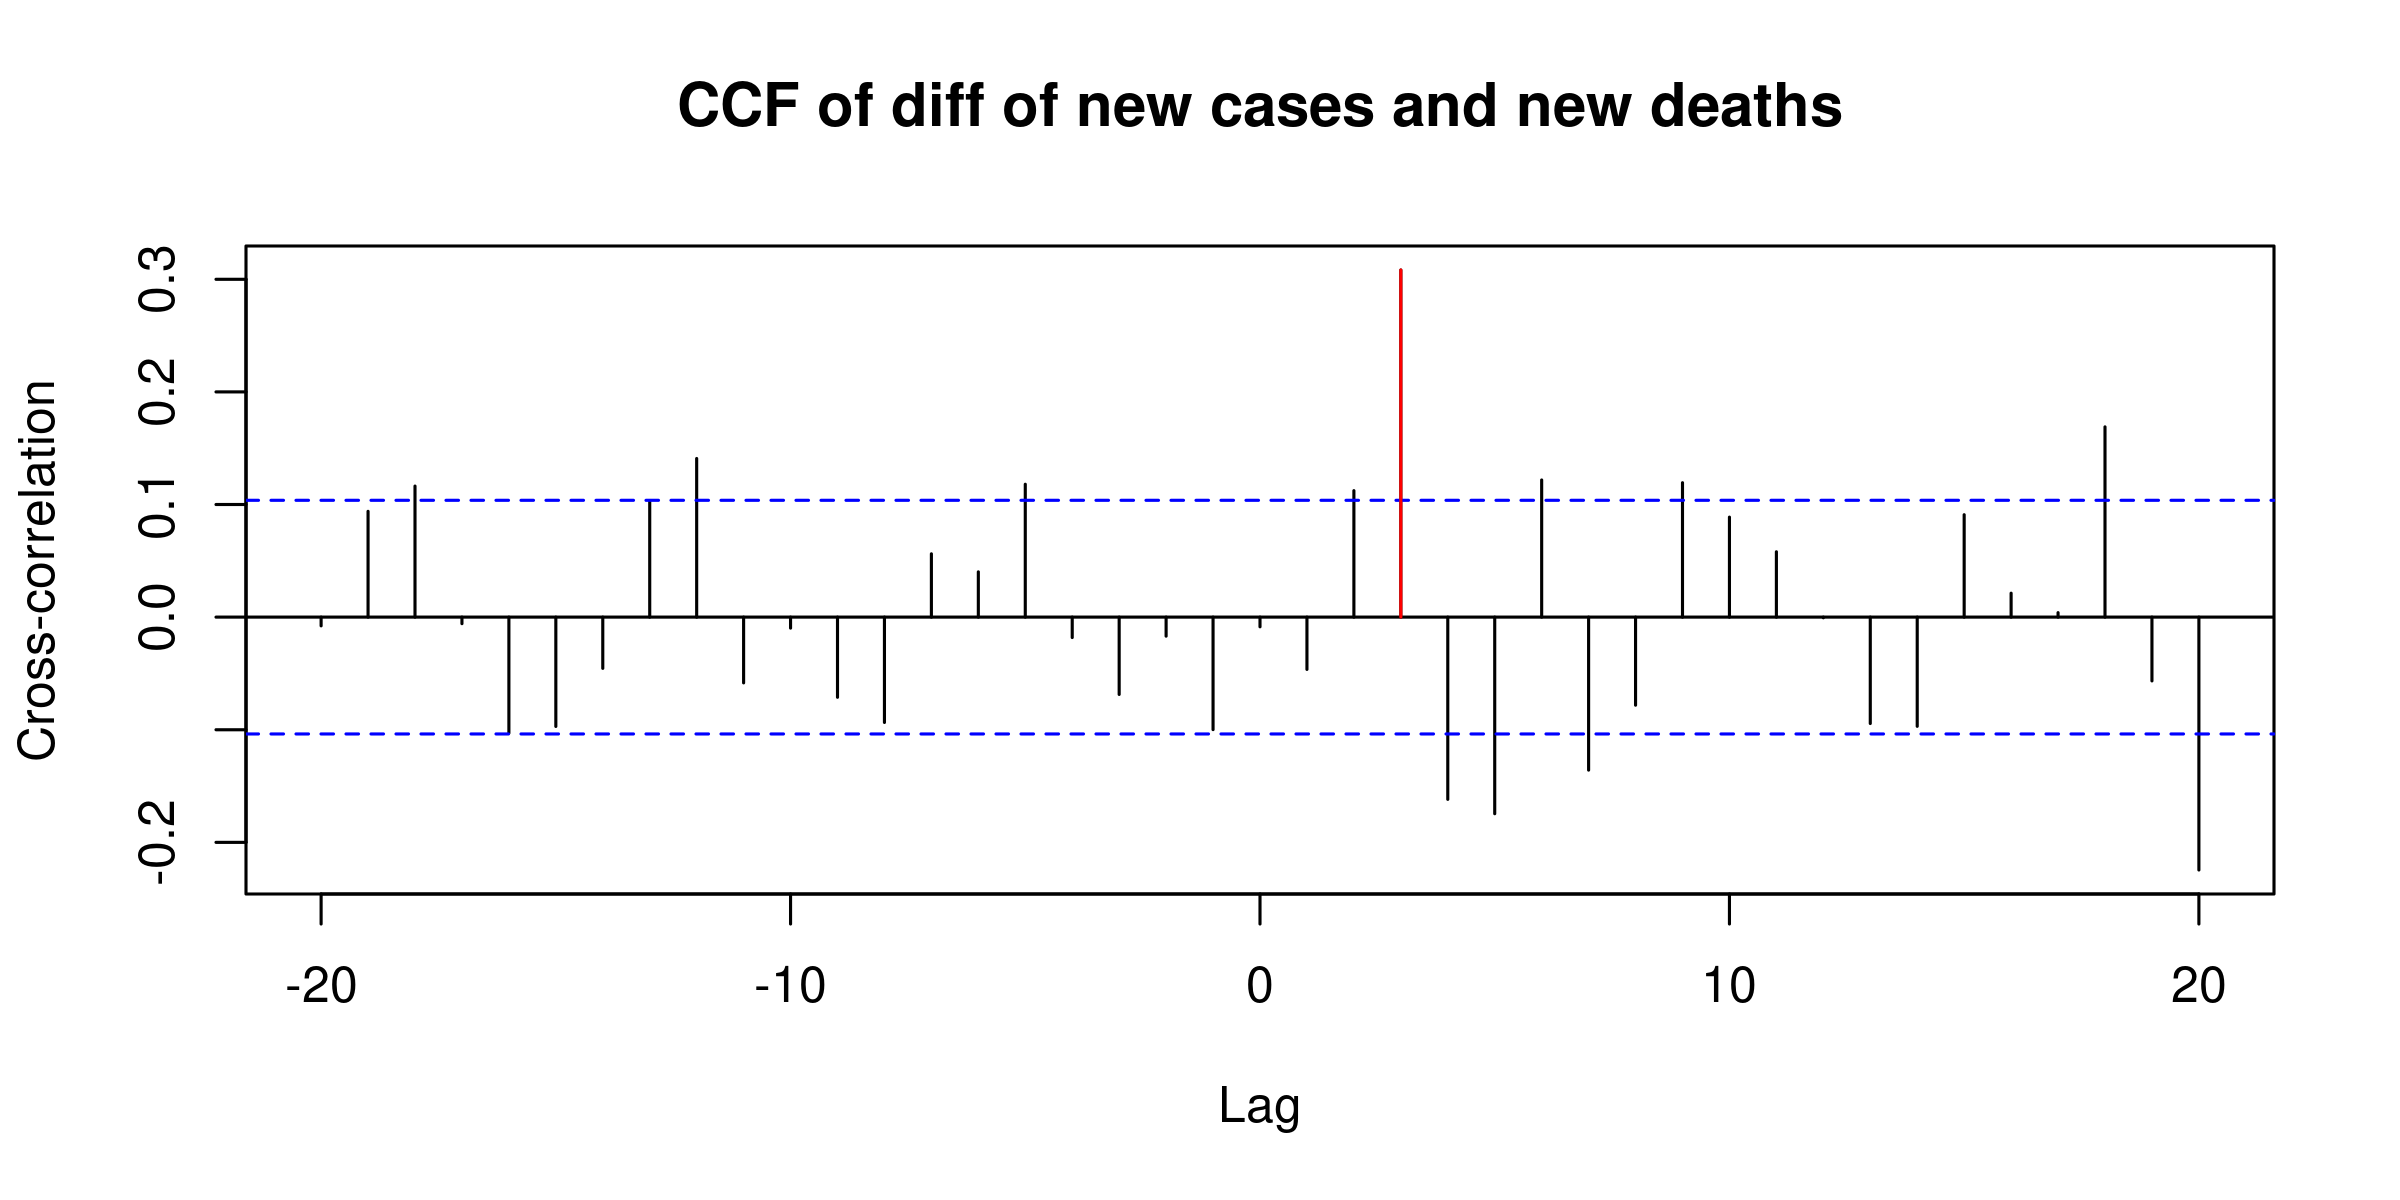 CCF of diff of new cases and new deaths
Cross-correlation
0.3
0.2
0.1
0.0
-0.2
-20 -10 0 10 20
Lag